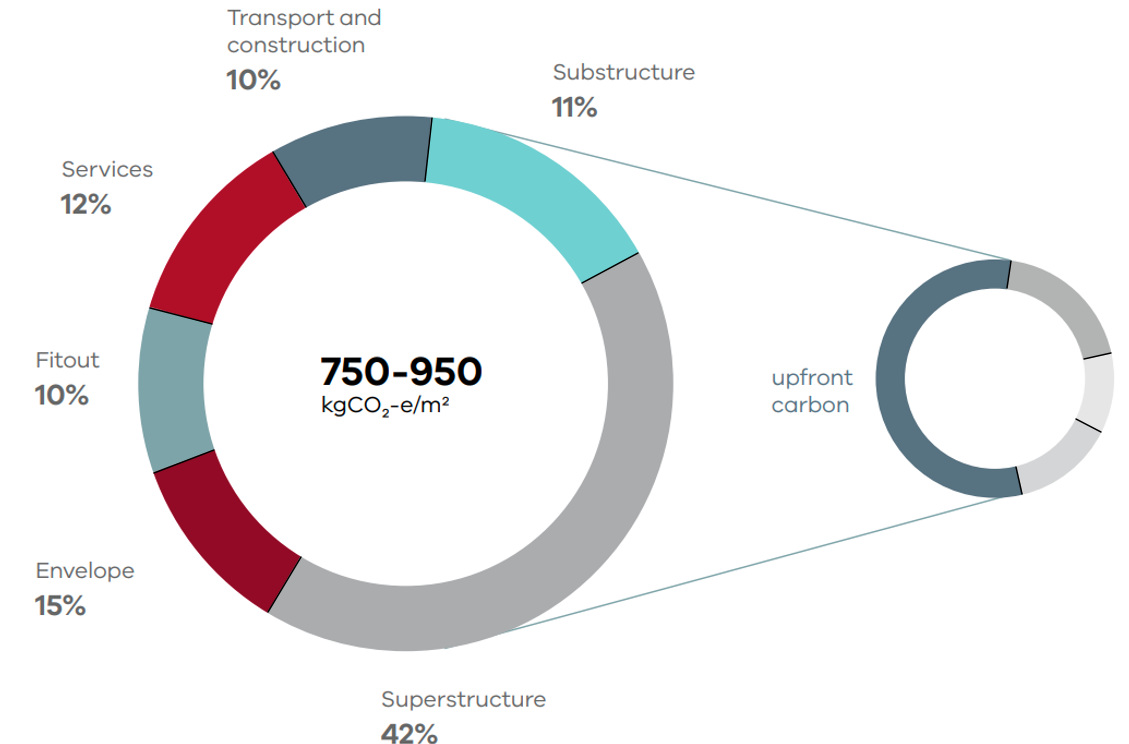 Transport and
construction
10%
Substructure
11%
Services
12%
Fitout
10%
750-950
kgCO₂-e/m²
upfront
carbon
Envelope
15%
Superstructure
42%